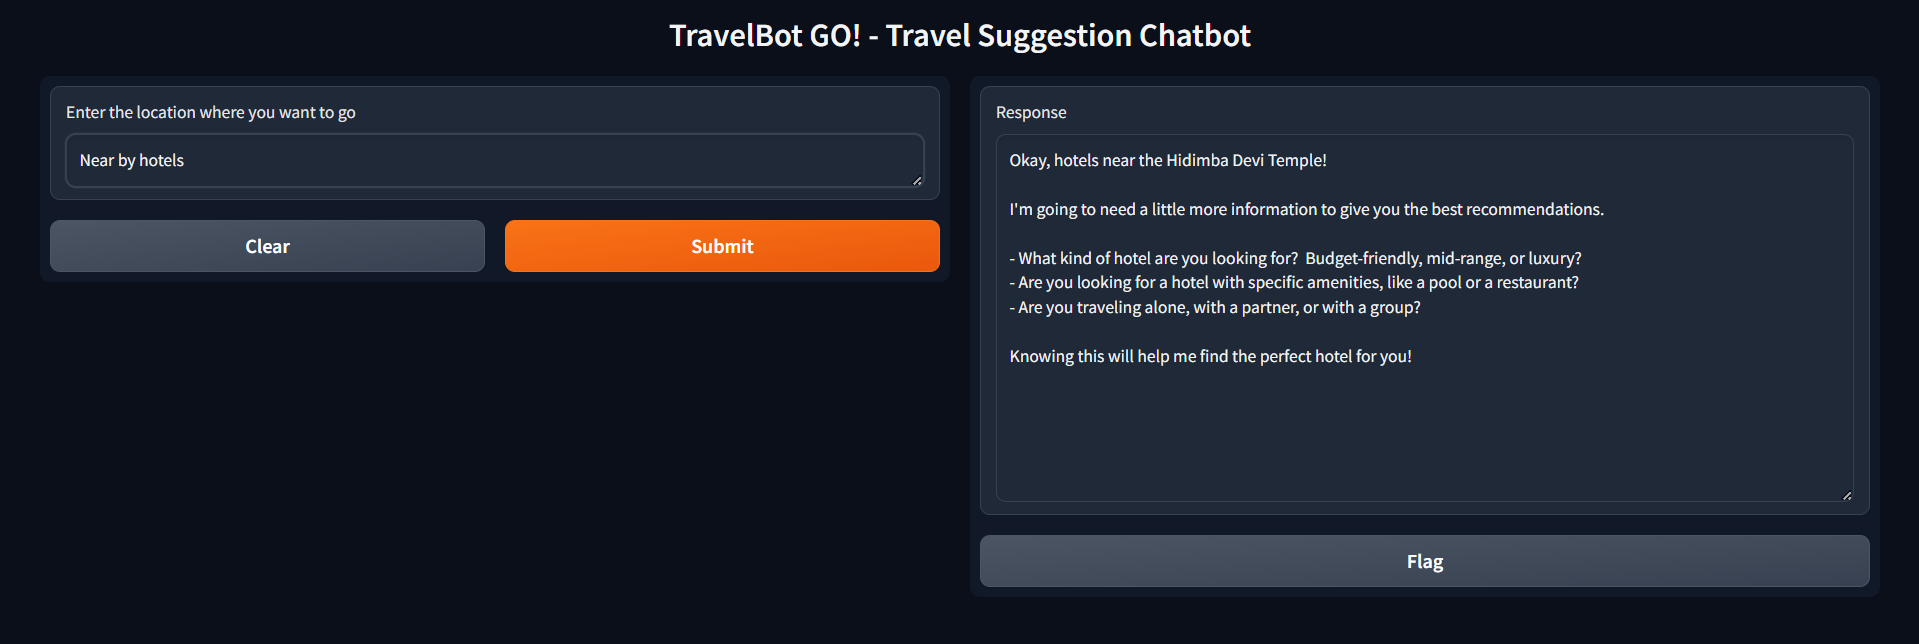 TravelBot GO! - Travel Suggestion Chatbot
Enter the location where you want to go
Near by hotels
Clear
Submit
Response
Okay, hotels near the Hidimba Devi Temple!
I'm going to need a little more information to give you the best recommendations.
- What kind of hotel are you looking for?  Budget-friendly, mid-range, or luxury?
- Are you looking for a hotel with specific amenities, like a pool or a restaurant?
- Are you traveling alone, with a partner, or with a group?
Knowing this will help me find the perfect hotel for you!
Flag